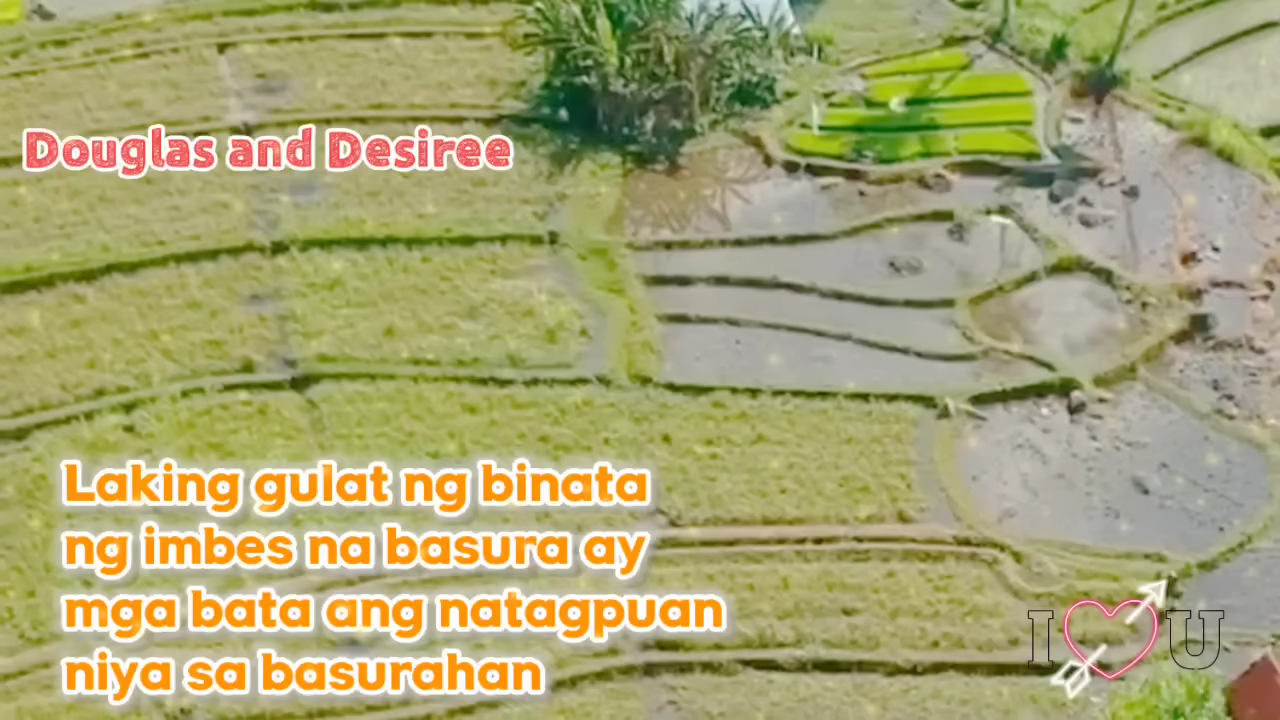 Douglas and Desiree
Laking gulat ng binata
ng imbes na basura ay
mga bata ang natagpuan
niya sa basurahan
I U